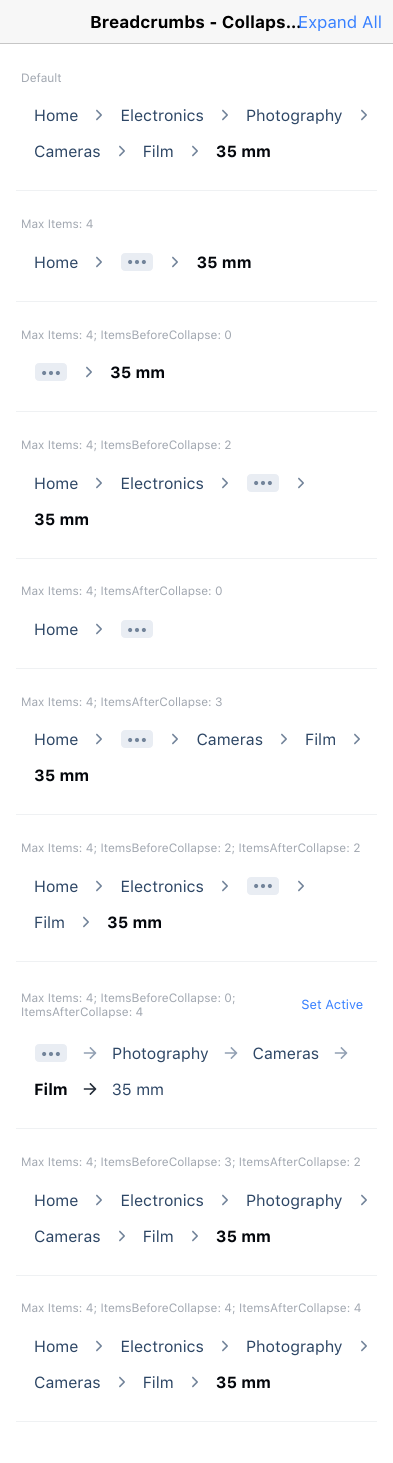 Breadcrumbs - Collaps... Expand All
Default
Home > Electronics > Photography >
Cameras > Film > 35 mm
Max Items: 4
Home > ••• > 35 mm
Max Items: 4; ItemsBeforeCollapse: 0
••• > 35 mm
Max Items: 4; ItemsBeforeCollapse: 2
Home > Electronics > ••• >
35 mm
Max Items: 4; ItemsAfterCollapse: 0
Home > •••
Max Items: 4; ItemsAfterCollapse: 3
Home > ••• > Cameras > Film >
35 mm
Max Items: 4; ItemsBeforeCollapse: 2; ItemsAfterCollapse: 2
Home > Electronics > ••• >
Film > 35 mm
Max Items: 4; ItemsBeforeCollapse: 0;
ItemsAfterCollapse: 4
Set Active
••• → Photography → Cameras →
Film → 35 mm
Max Items: 4; ItemsBeforeCollapse: 3; ItemsAfterCollapse: 2
Home > Electronics > Photography >
Cameras > Film > 35 mm
Max Items: 4; ItemsBeforeCollapse: 4; ItemsAfterCollapse: 4
Home > Electronics > Photography >
Cameras > Film > 35 mm